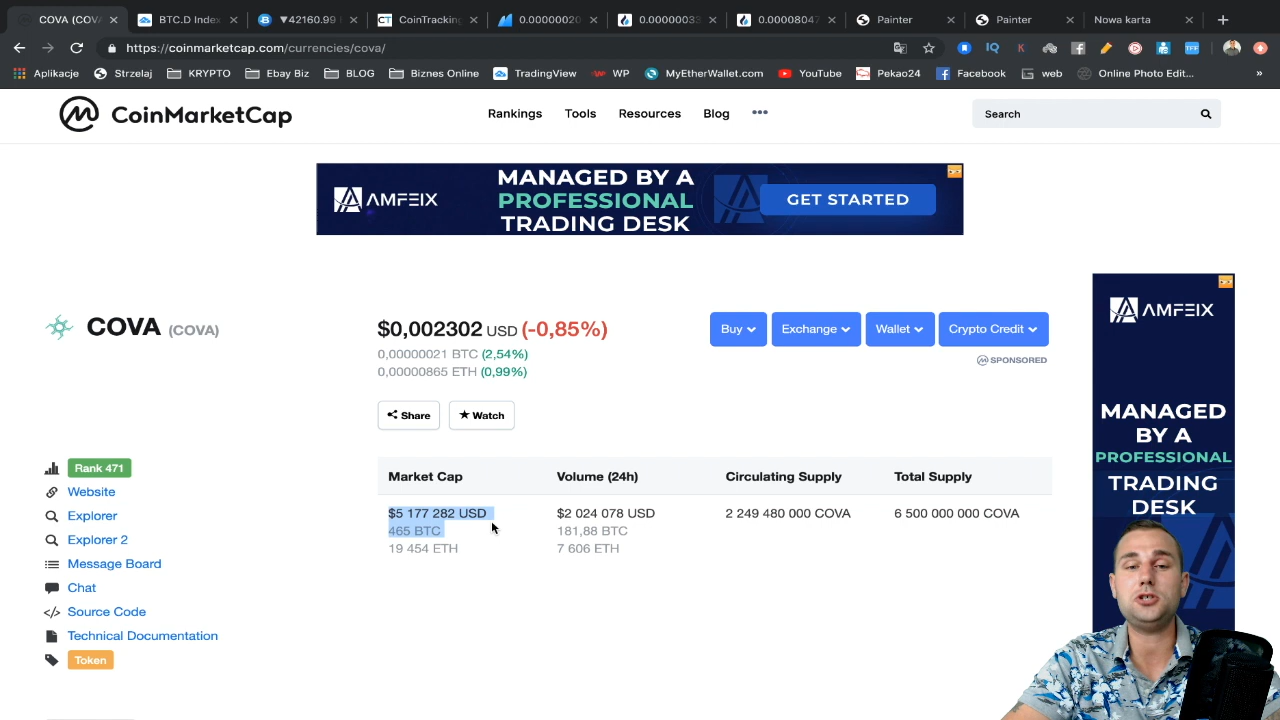 COVA (COVA)
BTC.D Index
▼42160.99
CoinTracking
0.00000020
0.00000033
0.00008047
Painter
Painter
Nowa karta
https://coinmarketcap.com/currencies/cova/
Aplikacje
Strzelaj
KRYPTO
Ebay Biz
BLOG
Biznes Online
TradingView
WP
MyEtherWallet.com
YouTube
Pekao24
Facebook
web
Online Photo Edit...
»
CoinMarketCap
Rankings
Tools
Resources
Blog
Search
AMFEIX
MANAGED BY A
PROFESSIONAL
TRADING DESK
GET STARTED
COVA (COVA)
$0,002302 USD (-0,85%)
0,00000021 BTC (2,54%)
0,00000865 ETH (0,99%)
Buy
Exchange
Wallet
Crypto Credit
SPONSORED
Share
Watch
Rank 471
Website
Explorer
Explorer 2
Message Board
Chat
Source Code
Technical Documentation
Token
Market Cap
Volume (24h)
Circulating Supply
Total Supply
$5 177 282 USD
465 BTC
19 454 ETH
$2 024 078 USD
181,88 BTC
7 606 ETH
2 249 480 000 COVA
6 500 000 000 COVA
AMFEIX
MANAGED
BY A
PROFESSIONAL
TRADING
DESK